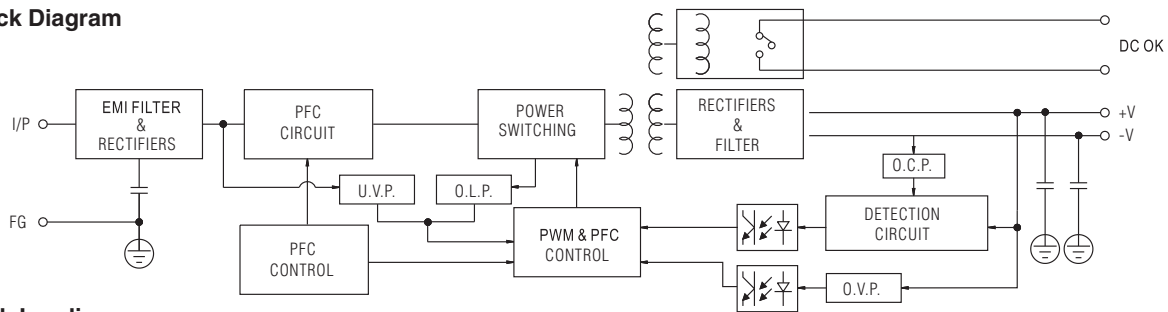 ck Diagram
DC OK
I/P
EMI FILTER
&
RECTIFIERS
PFC
CIRCUIT
POWER
SWITCHING
RECTIFIERS
&
FILTER
+V
-V
U.V.P.
O.L.P.
O.C.P.
FG
PFC
CONTROL
PWM & PFC
CONTROL
DETECTION
CIRCUIT
O.V.P.